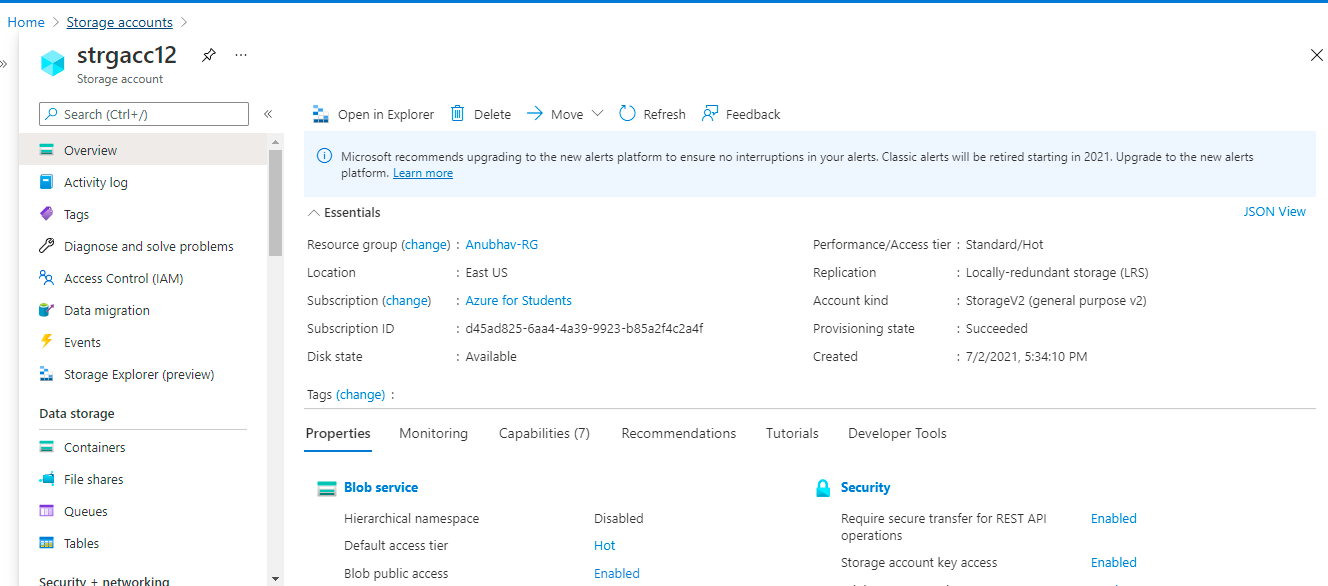 Home > Storage accounts >
strgacc12
...
Storage account
Search (Ctrl+/)
Overview
Activity log
Tags
Diagnose and solve problems
Access Control (IAM)
Data migration
Events
Storage Explorer (preview)
Data storage
Containers
File shares
Queues
Tables
Security + networking
Open in Explorer Delete Move Refresh Feedback
Microsoft recommends upgrading to the new alerts platform to ensure no interruptions in your alerts. Classic alerts will be retired starting in 2021. Upgrade to the new alerts
platform. Learn more
Essentials JSON View
Resource group (change) : Anubhav-RG
Location : East US
Subscription (change) : Azure for Students
Subscription ID : d45ad825-6aa4-4a39-9923-b85a2f4c2a4f
Disk state : Available
Performance/Access tier : Standard/Hot
Replication : Locally-redundant storage (LRS)
Account kind : StorageV2 (general purpose v2)
Provisioning state : Succeeded
Created : 7/2/2021, 5:34:10 PM
Tags (change) :
Properties Monitoring Capabilities (7) Recommendations Tutorials Developer Tools
Blob service
Hierarchical namespace Disabled
Default access tier Hot
Blob public access Enabled
Security
Require secure transfer for REST API Enabled
operations
Storage account key access Enabled